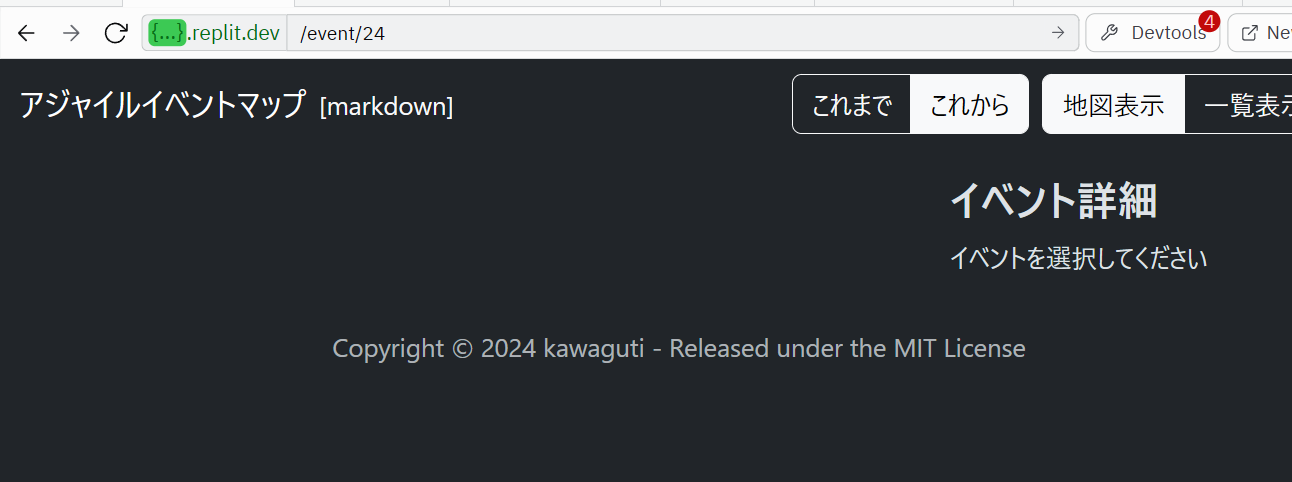 {...}.replit.dev /event/24 Devtools 4 Ne
アジャイルイベントマップ [markdown] これまで これから 地図表示 一覧表示
イベント詳細
イベントを選択してください
Copyright © 2024 kawaguti - Released under the MIT License